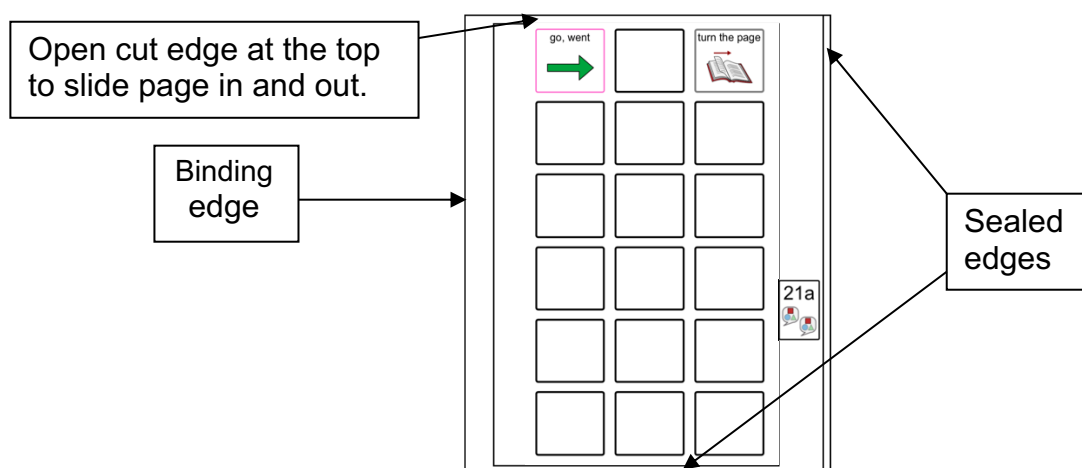 Open cut edge at the top
to slide page in and out.
go, went
turn the page
Binding
edge
Sealed
edges
21a